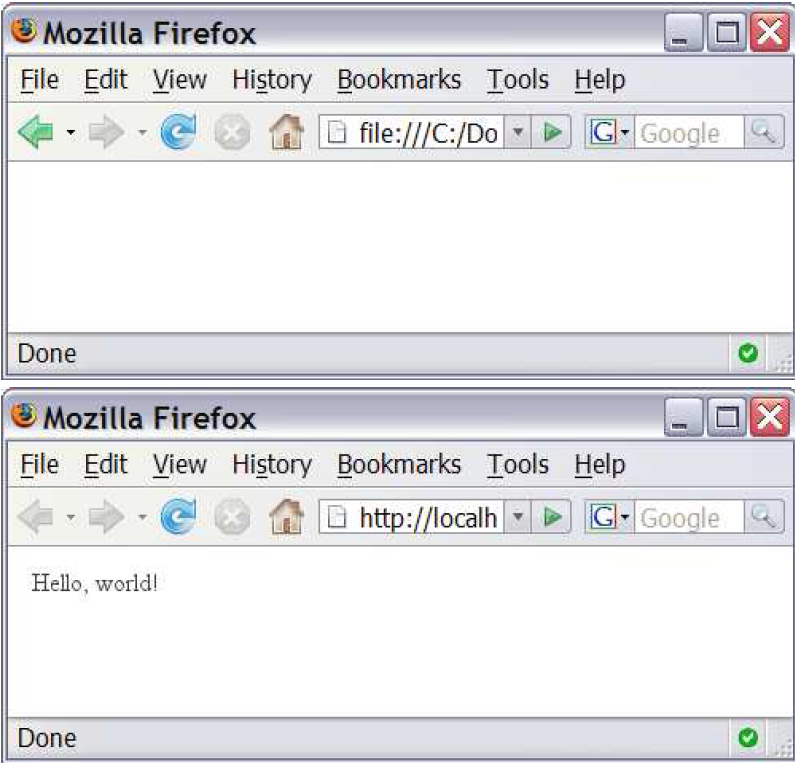 Mozilla Firefox
File Edit View History Bookmarks Tools Help
file:///C:/Do G Google
Done
Mozilla Firefox
File Edit View History Bookmarks Tools Help
http://localh G Google
Hello, world!
Done